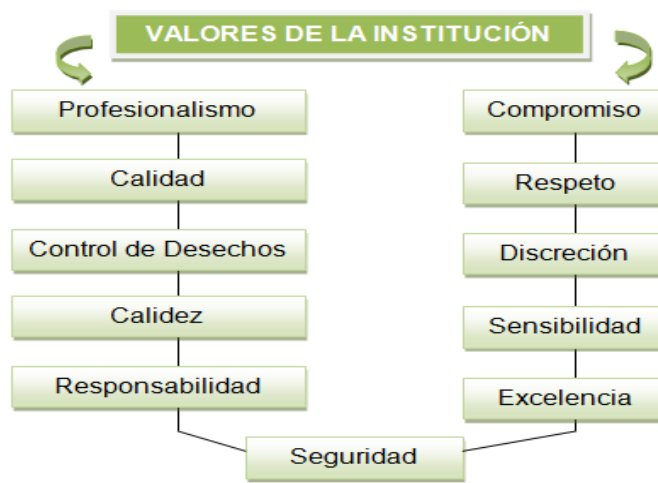 VALORES DE LA INSTITUCIÓN
Profesionalismo
Calidad
Control de Desechos
Calidez
Responsabilidad
Compromiso
Respeto
Discreción
Sensibilidad
Excelencia
Seguridad